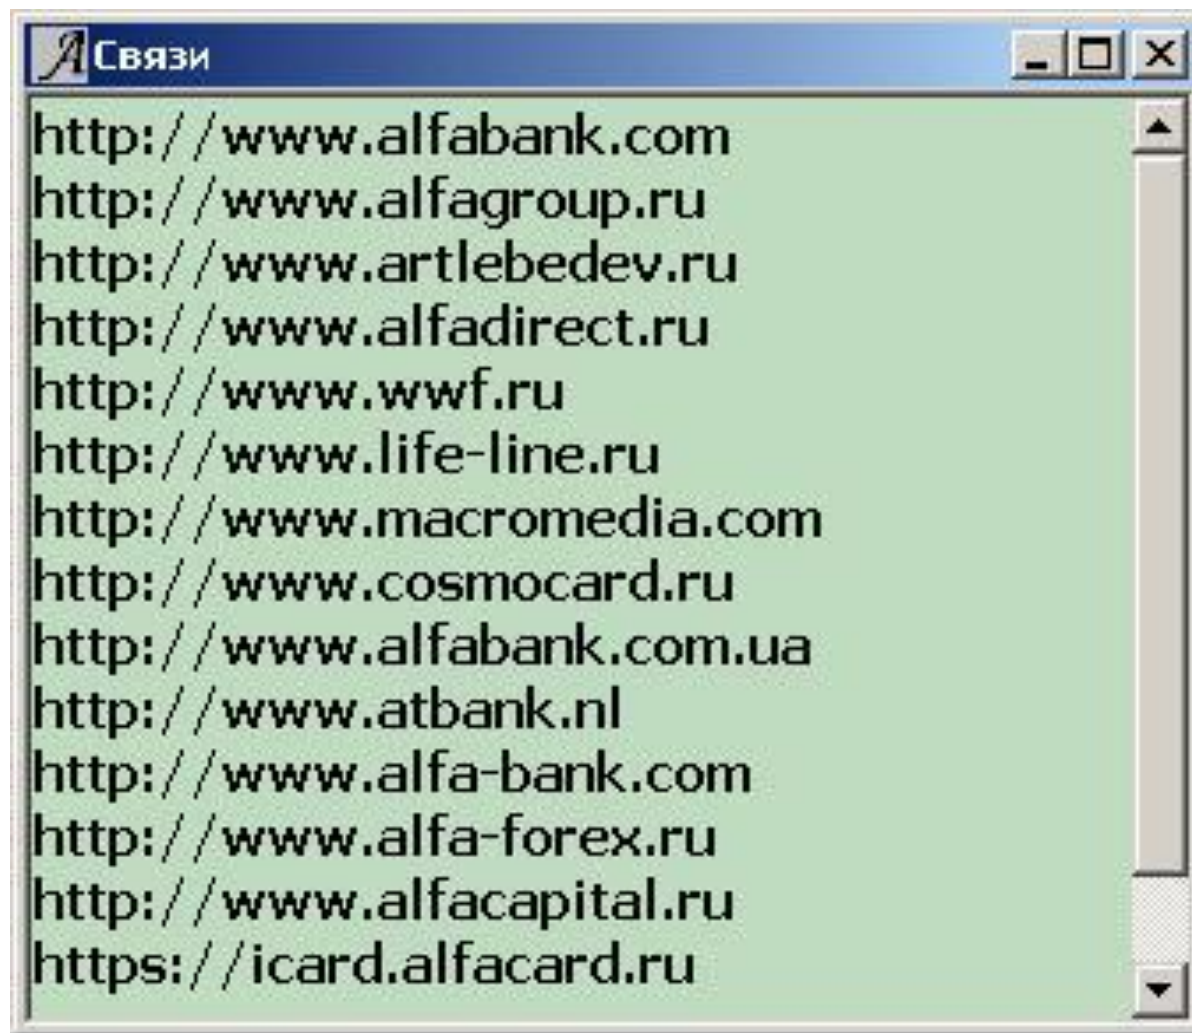 Связи
http://www.alfabank.com
http://www.alfagroup.ru
http://www.artlebedev.ru
http://www.alfadirect.ru
http://www.wwf.ru
http://www.life-line.ru
http://www.macromedia.com
http://www.cosmocard.ru
http://www.alfabank.com.ua
http://www.atbank.nl
http://www.alfa-bank.com
http://www.alfa-forex.ru
http://www.alfacapital.ru
https://icard.alfacard.ru